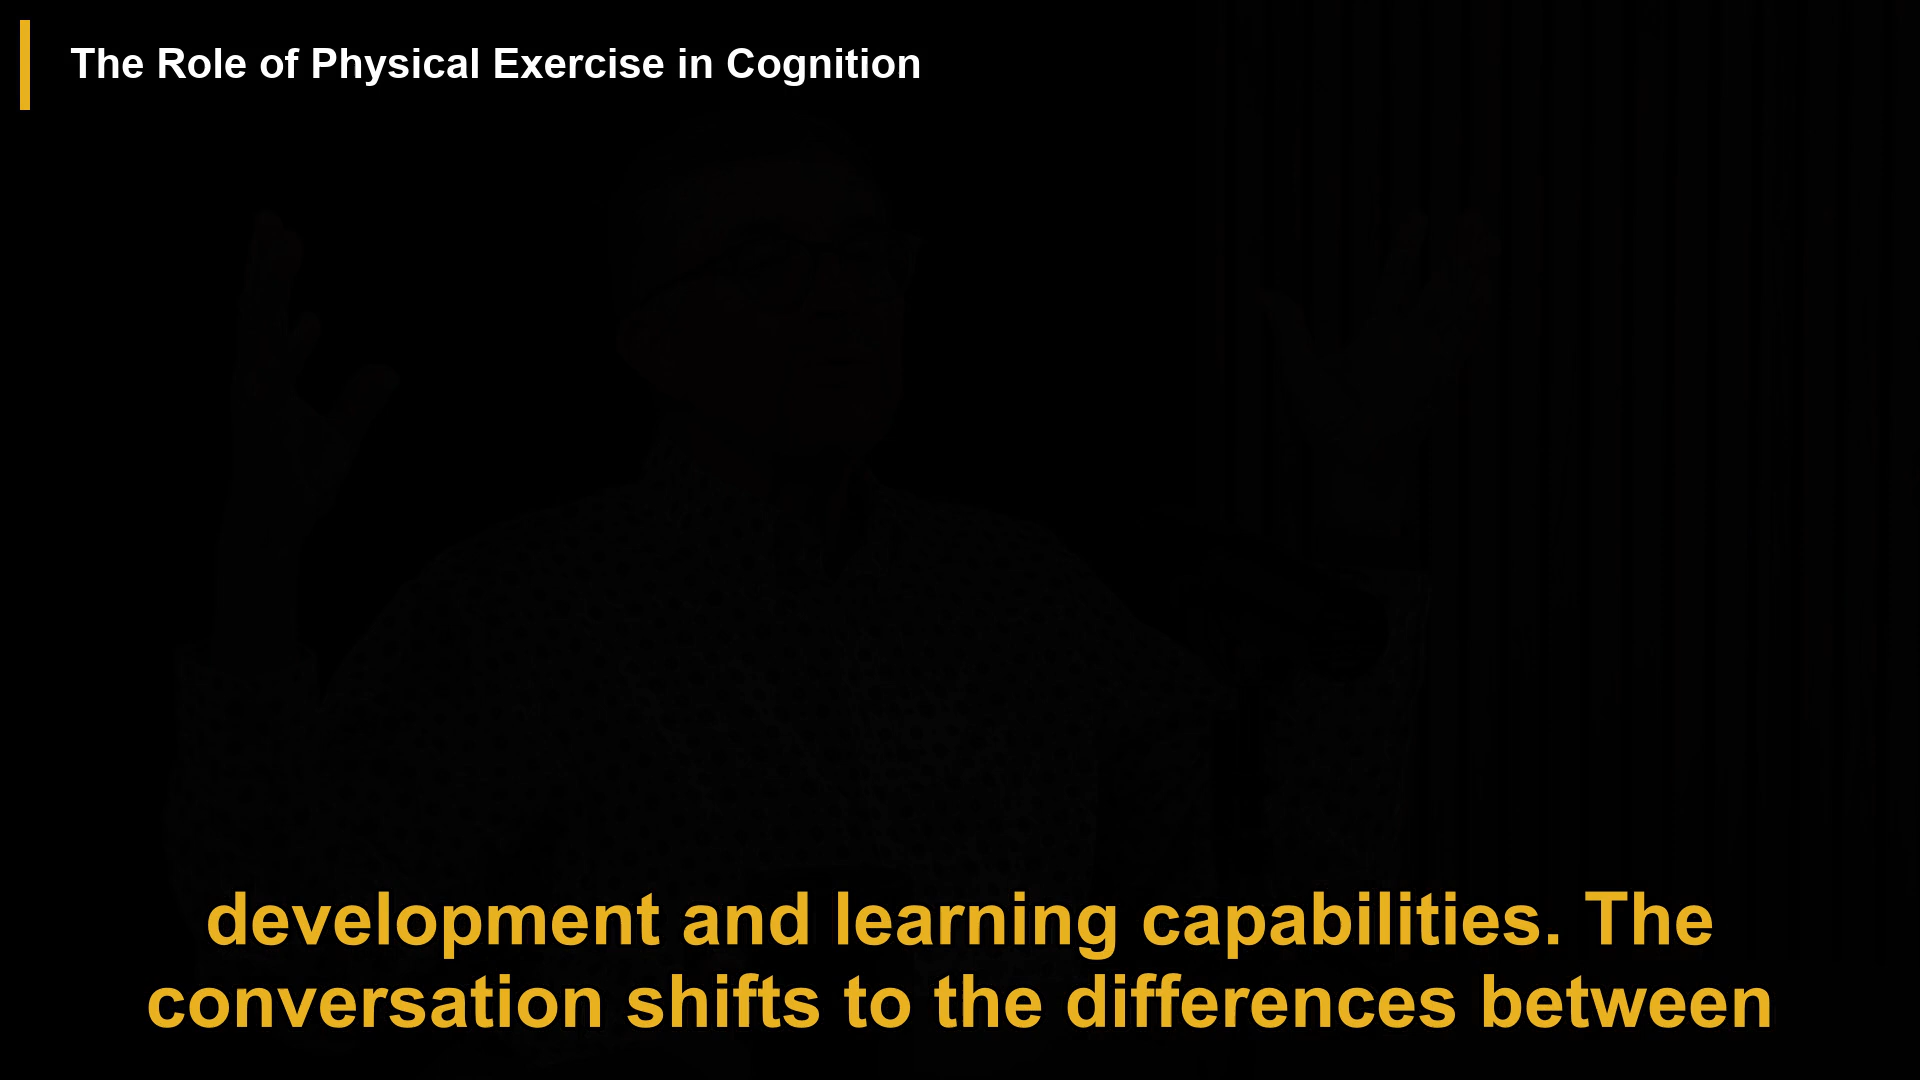 The Role of Physical Exercise in Cognition
development and learning capabilities. The
conversation shifts to the differences between